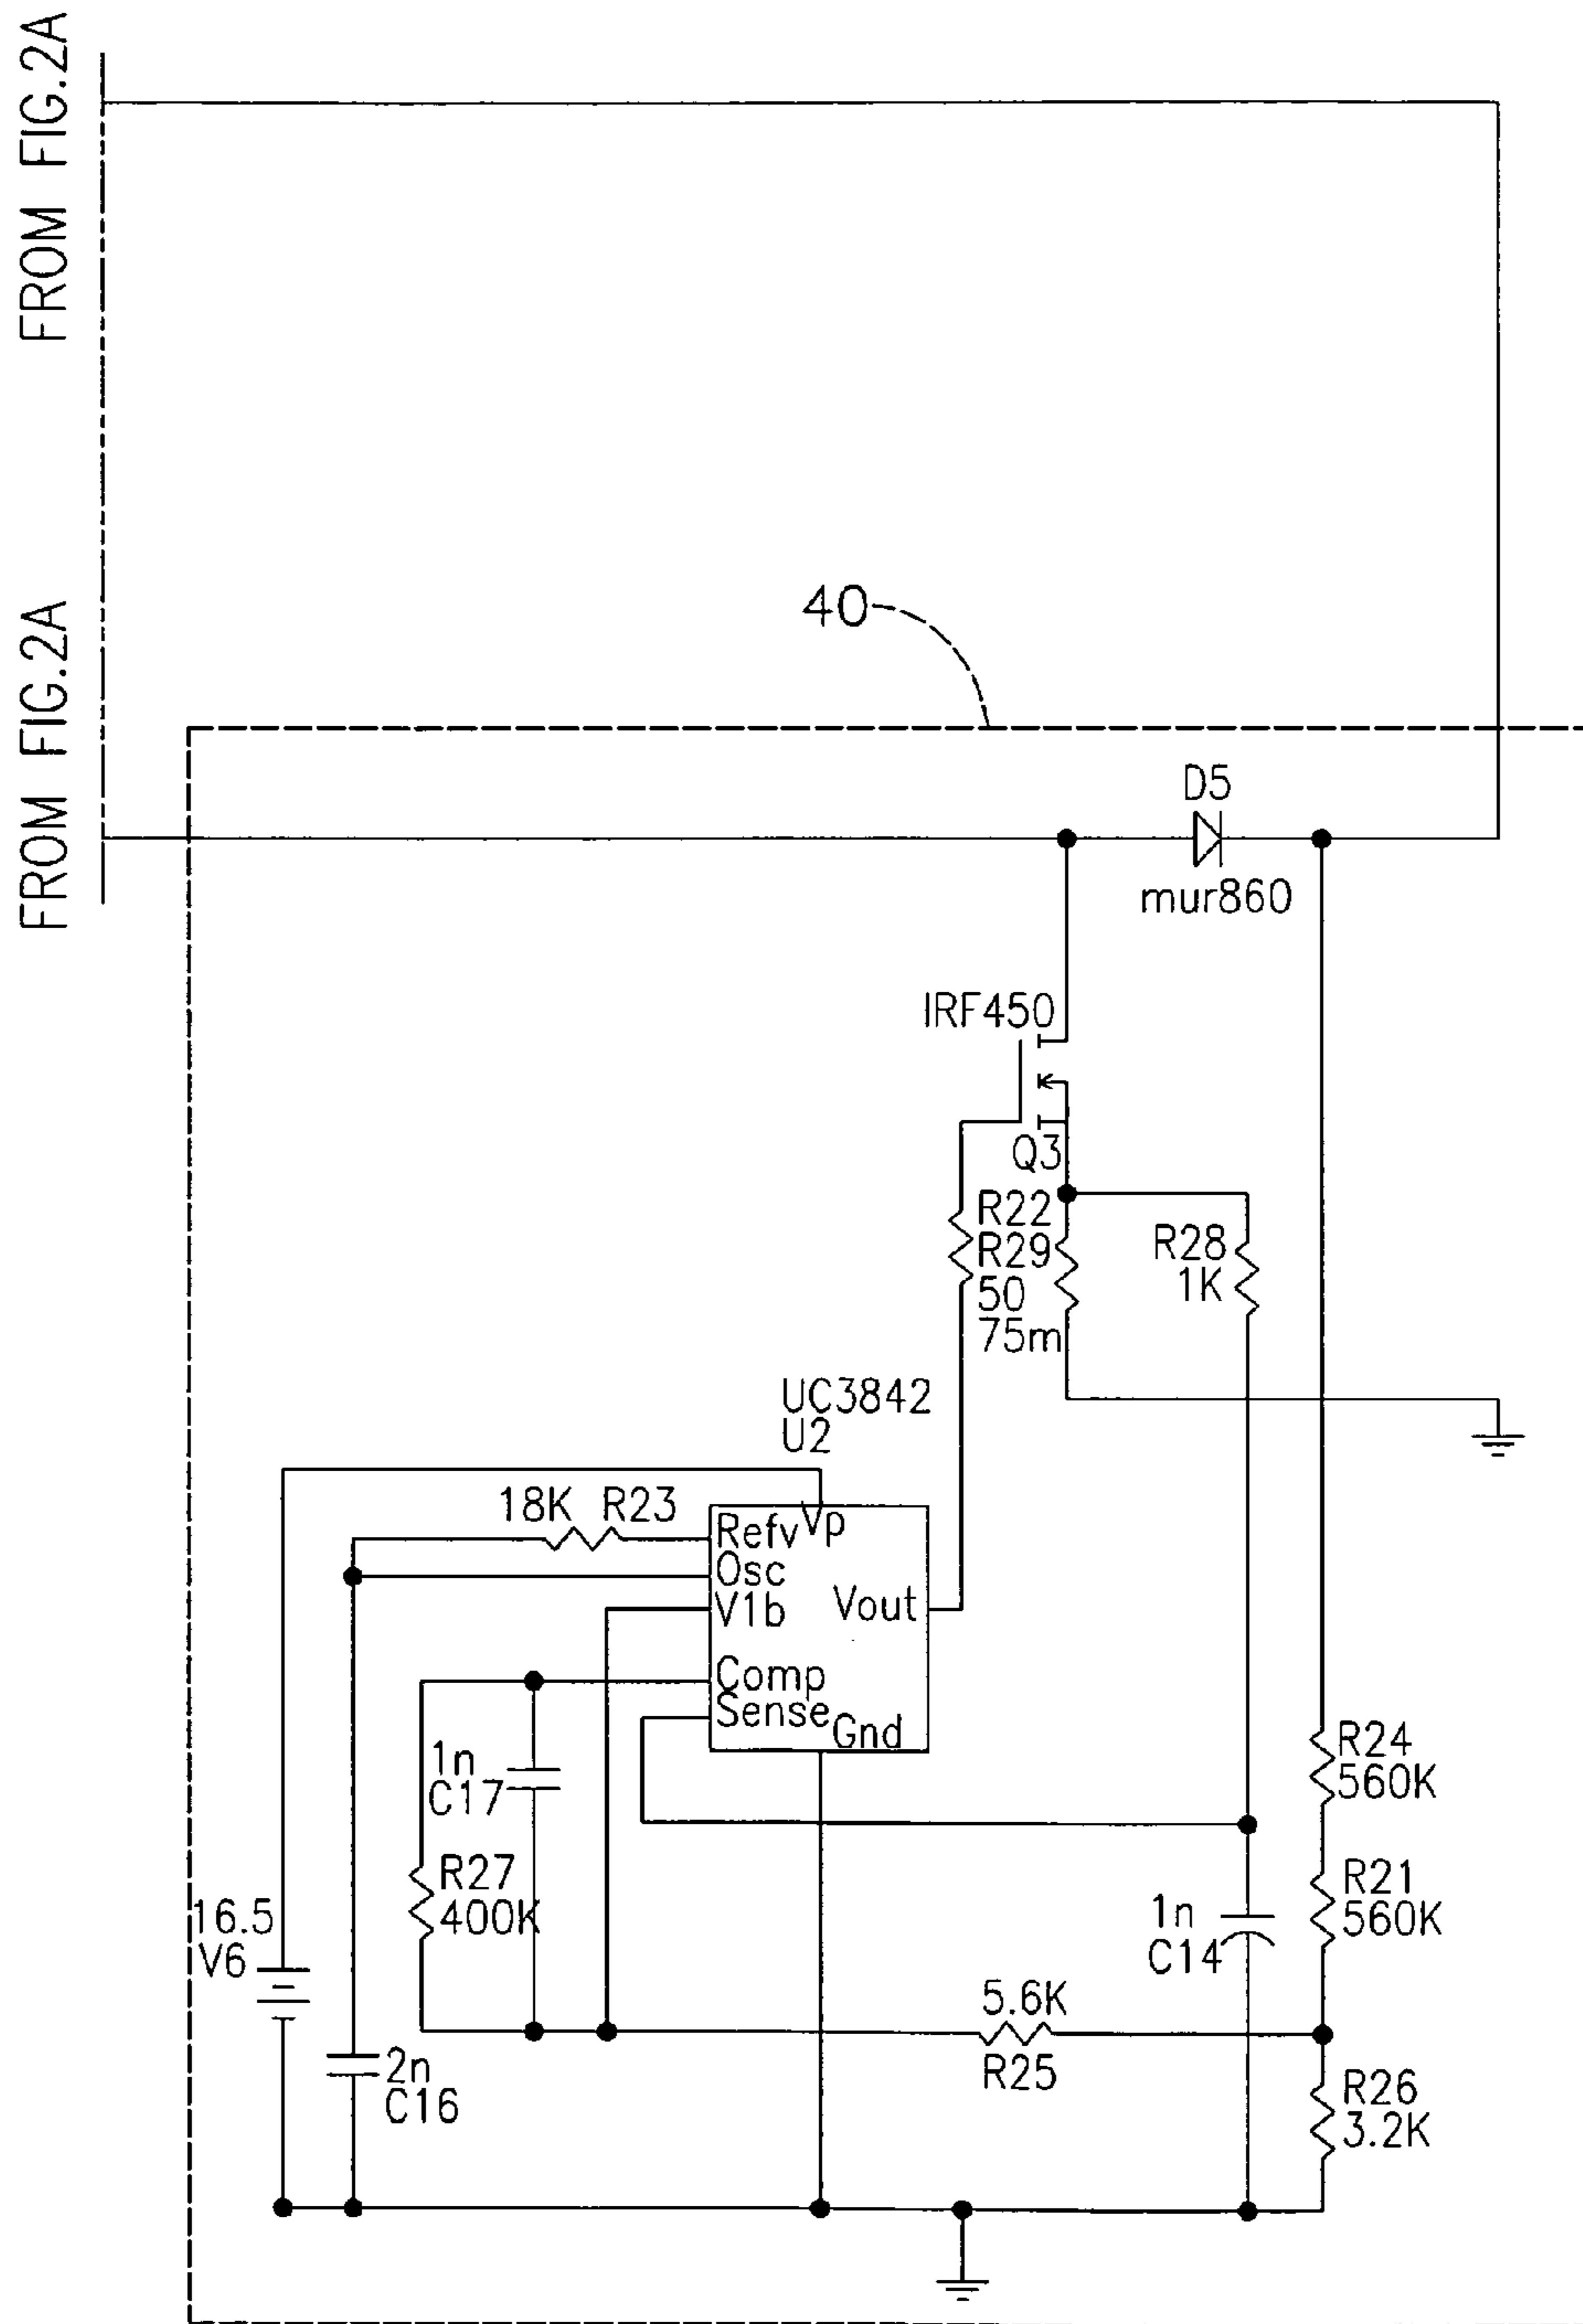 FROM FIG.2A
FROM FIG.2A
40
D5
mur860
IRF450
Q3
R22
R29
50
75m
R28
1K
UC3842
U2
18K R23
Refv
Vp
Osc
V1b
Vout
Comp
Sense
Gnd
1n
C17
R24
560K
R27
400K
R21
560K
16.5
V6
1n
C14
5.6K
R25
2n
C16
R26
3.2K